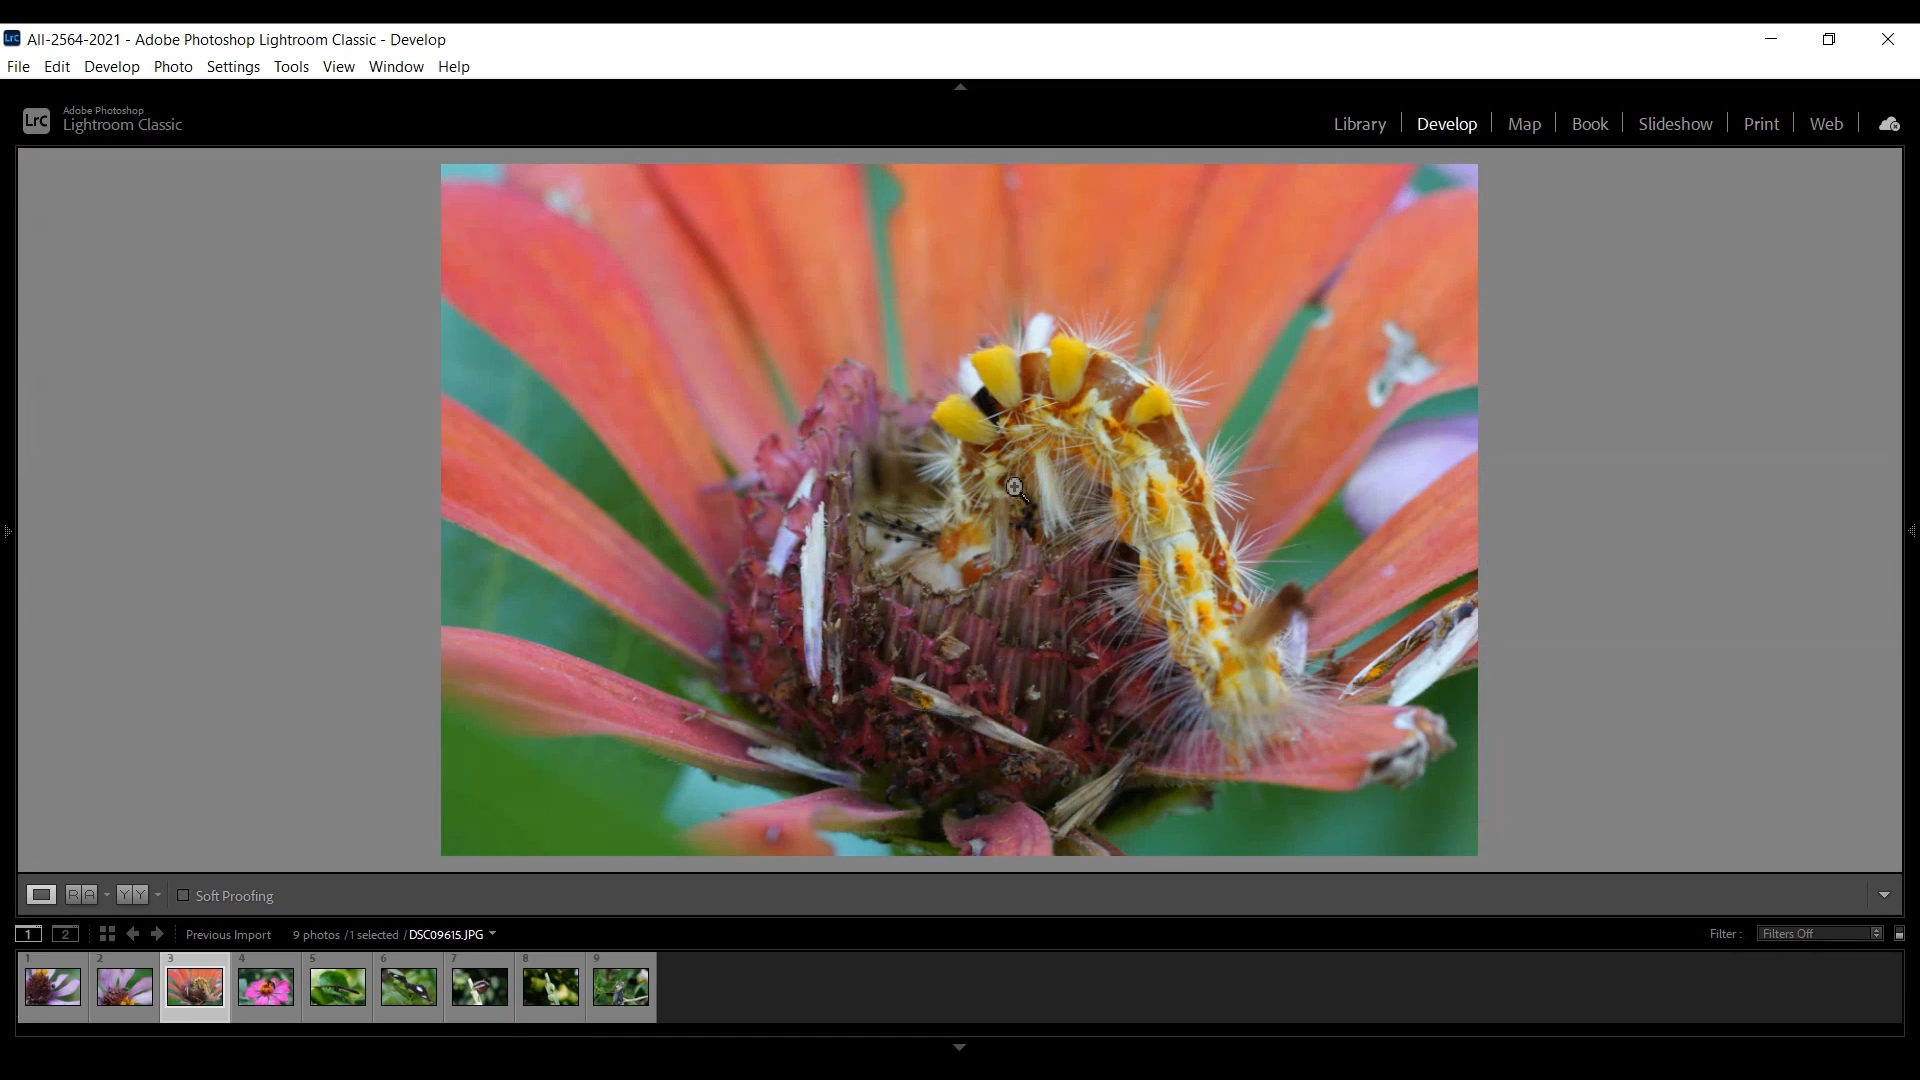 Lrc All-2564-2021 - Adobe Photoshop Lightroom Classic - Develop
File Edit Develop Photo Settings Tools View Window Help
LrC Adobe Photoshop
Lightroom Classic
Library Develop Map Book Slideshow Print Web
R A Y Y Soft Proofing
1 2 Previous Import 9 photos / 1 selected / DSC09615.JPG Filter : Filters Off
1 2 3 4 5 6 7 8 9